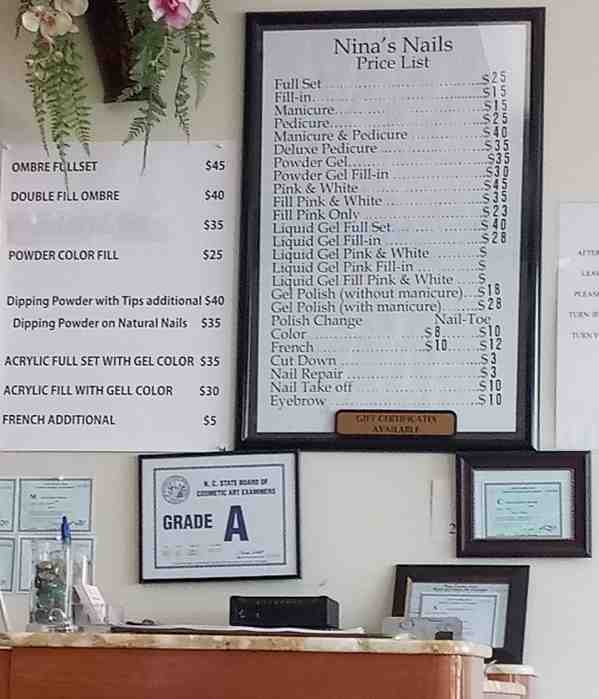 OMBRE FULLSET $45
DOUBLE FILL OMBRE $40
$35
POWDER COLOR FILL $25
Dipping Powder with Tips additional $40
Dipping Powder on Natural Nails $35
ACRYLIC FULL SET WITH GEL COLOR $35
ACRYLIC FILL WITH GELL COLOR $30
FRENCH ADDITIONAL $5
Nina's Nails
Price List
Full Set $25
Fill-in $15
Manicure $15
Pedicure $25
Manicure & Pedicure $40
Deluxe Pedicure $35
Powder Gel $35
Powder Gel Fill-in $30
Pink & White $45
Fill Pink & White $35
Fill Pink Only $23
Liquid Gel Full Set $40
Liquid Gel Fill-in $28
Liquid Gel Pink & White $
Liquid Gel Pink Fill-in $
Liquid Gel Fill Pink & White $
Gel Polish (without manicure) $18
Gel Polish (with manicure) $28
Polish Change Nail-Toe
Color $8 $10
French $10 $12
Cut Down $3
Nail Repair $3
Nail Take off $10
Eyebrow $10
GIFT CERTIFICATES
AVAILABLE
AFTER
LEAV
PLEAS
TURN
N. C. STATE BOARD OF
COSMETIC ART EXAMINERS
GRADE A